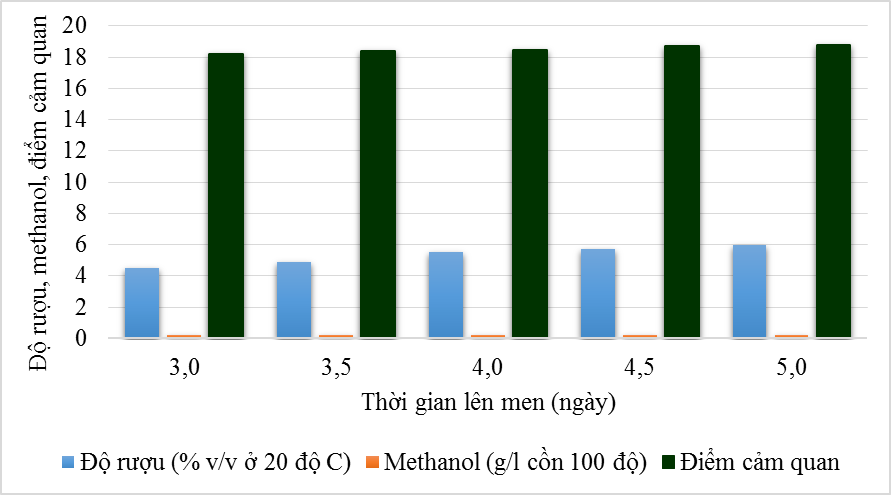 20
18
16
14
12
10
8
6
4
2
0
Độ rượu, methanol, điểm cảm quan
3,0 3,5 4,0 4,5 5,0
Thời gian lên men (ngày)
Độ rượu (% v/v ở 20 độ C) Methanol (g/l cồn 100 độ) Điểm cảm quan